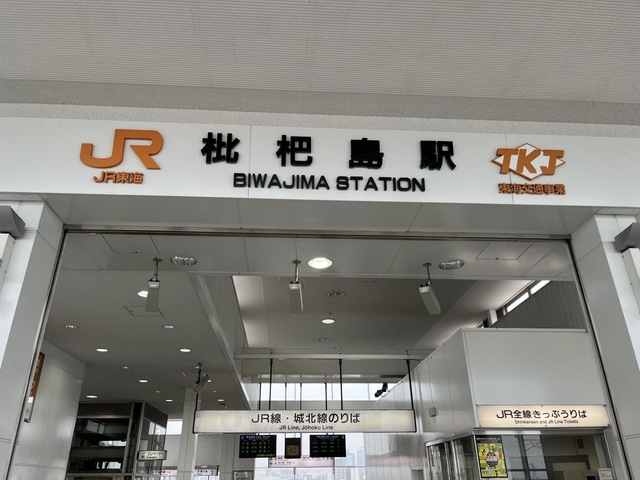 JR
JR東海
枇杷島駅
BIWAJIMA STATION
TKJ
東海交通事業
JR線・城北線のりば
JR Line, Jōhoku Line
JR全線きっぷうりば
Shinkansen and JR Line Tickets